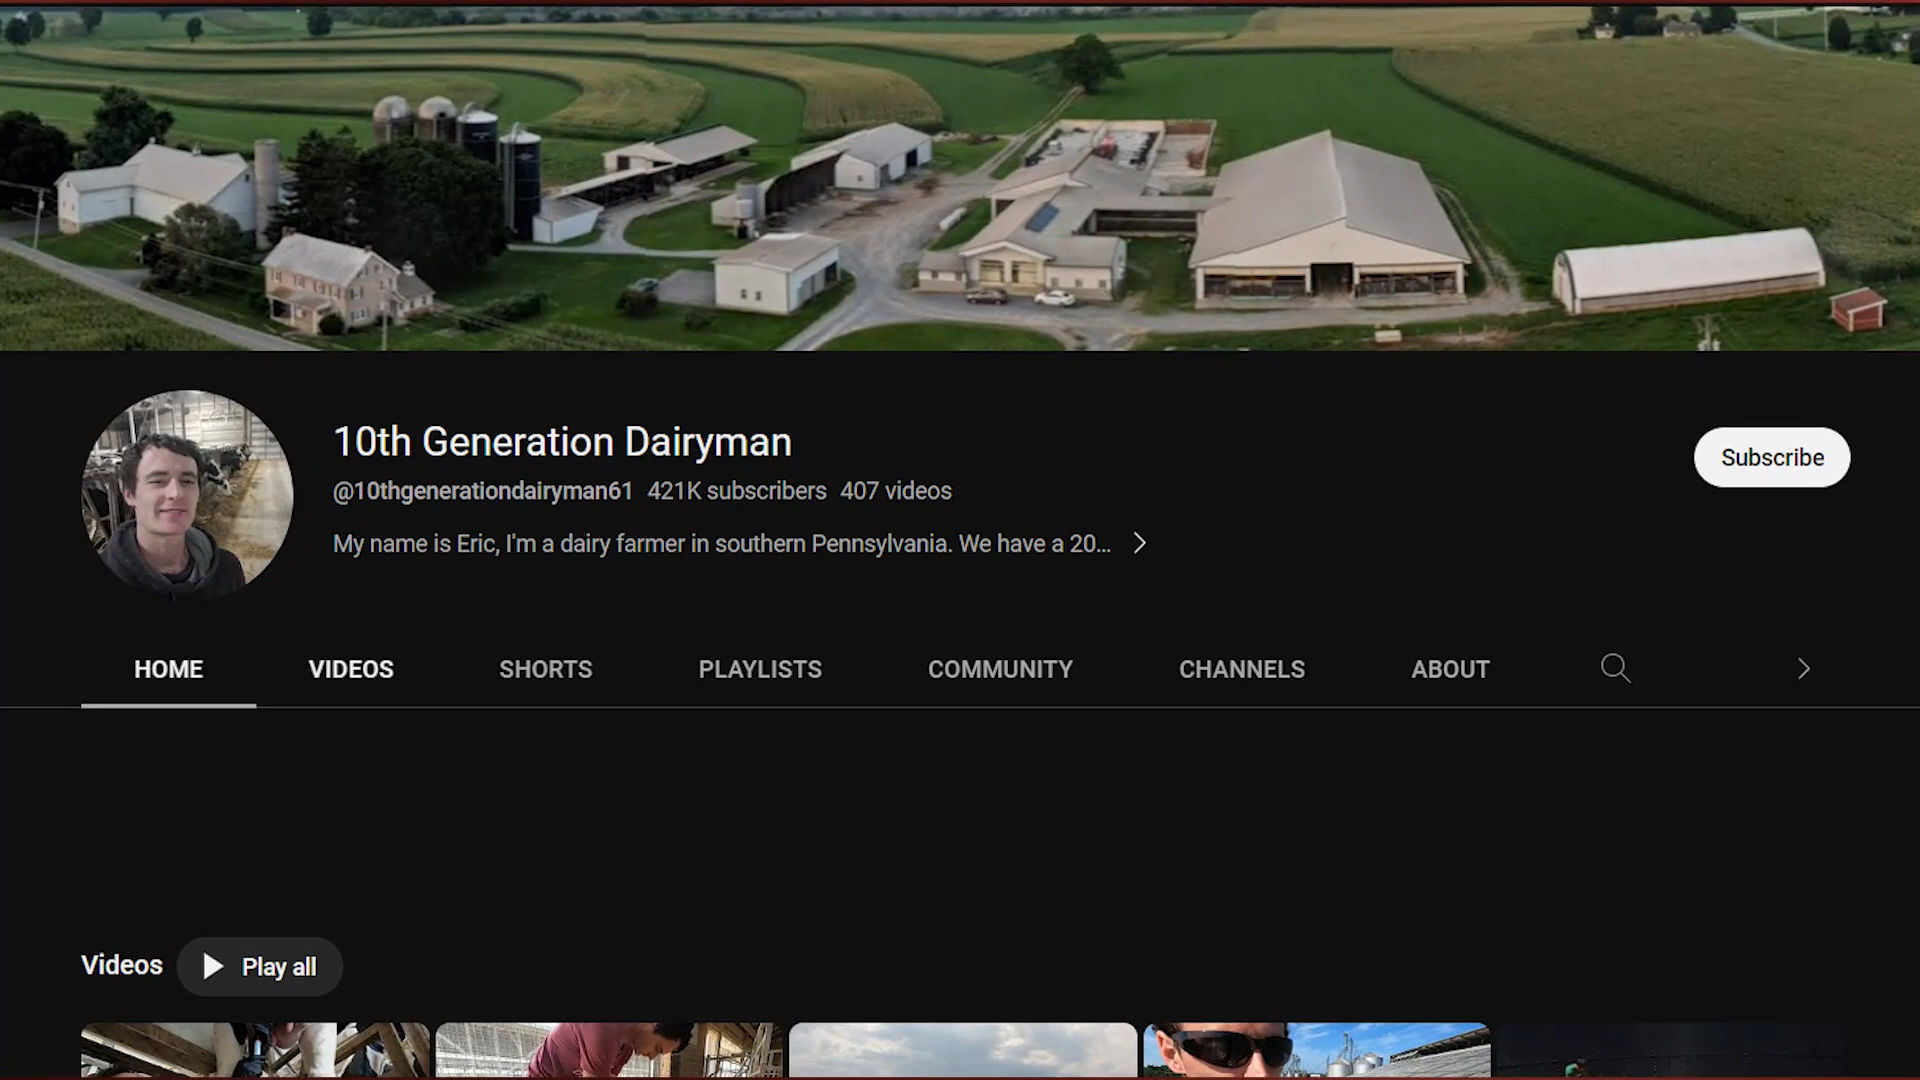 10th Generation Dairyman
Subscribe
@10thgenerationdairyman61 421K subscribers 407 videos
My name is Eric, I'm a dairy farmer in southern Pennsylvania. We have a 20...
HOME VIDEOS SHORTS PLAYLISTS COMMUNITY CHANNELS ABOUT
Videos Play all